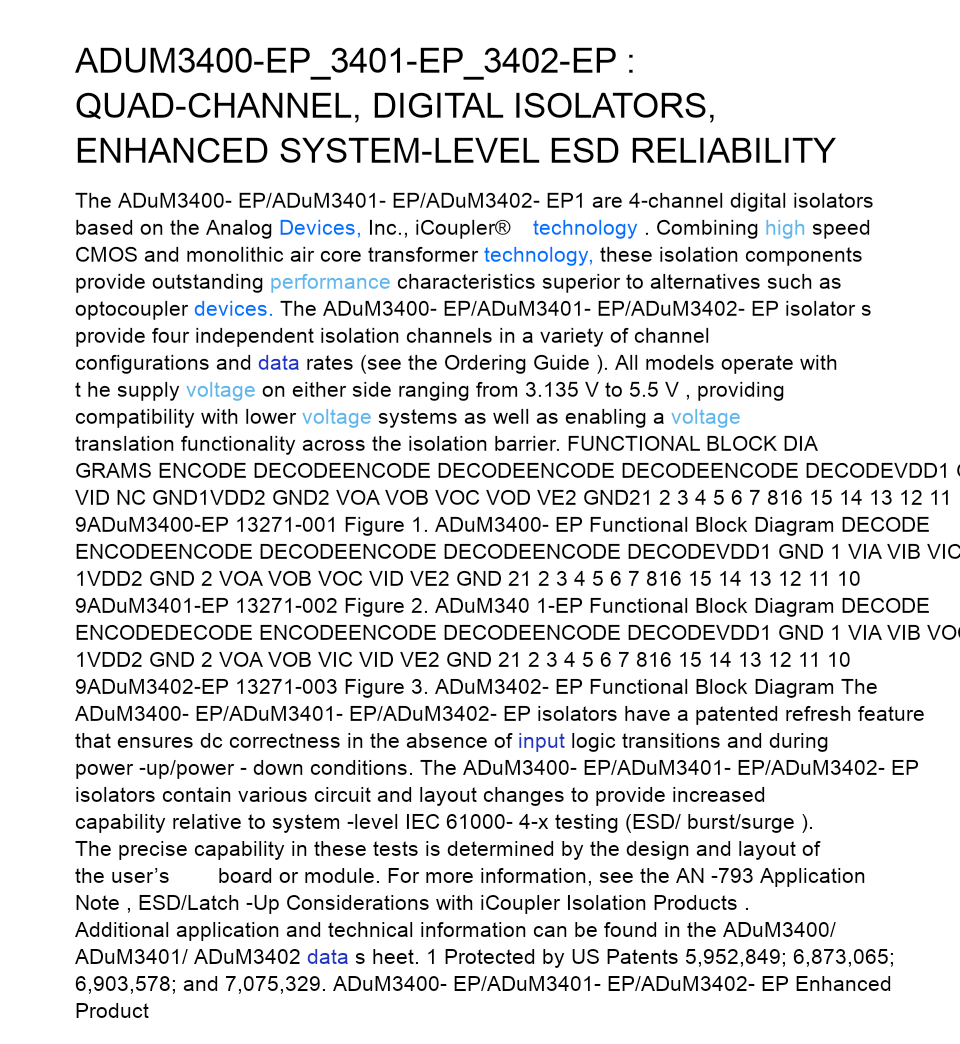 ADUM3400-EP_3401-EP_3402-EP :
QUAD-CHANNEL, DIGITAL ISOLATORS,
ENHANCED SYSTEM-LEVEL ESD RELIABILITY
The ADuM3400- EP/ADuM3401- EP/ADuM3402- EP1 are 4-channel digital isolators
based on the Analog Devices, Inc., iCoupler® technology . Combining high speed
CMOS and monolithic air core transformer technology, these isolation components
provide outstanding performance characteristics superior to alternatives such as
optocoupler devices. The ADuM3400- EP/ADuM3401- EP/ADuM3402- EP isolator s
provide four independent isolation channels in a variety of channel
configurations and data rates (see the Ordering Guide ). All models operate with
t he supply voltage on either side ranging from 3.135 V to 5.5 V , providing
compatibility with lower voltage systems as well as enabling a voltage
translation functionality across the isolation barrier. FUNCTIONAL BLOCK DIA
GRAMS ENCODE DECODEENCODE DECODEENCODE DECODEENCODE DECODEVDD1
VID NC GND1VDD2 GND2 VOA VOB VOC VOD VE2 GND21 2 3 4 5 6 7 816 15 14 13 12 11
9ADuM3400-EP 13271-001 Figure 1. ADuM3400- EP Functional Block Diagram DECODE
ENCODEENCODE DECODEENCODE DECODEENCODE DECODEVDD1 GND 1 VIA VIB VIC
1VDD2 GND 2 VOA VOB VOC VID VE2 GND 21 2 3 4 5 6 7 816 15 14 13 12 11 10
9ADuM3401-EP 13271-002 Figure 2. ADuM340 1-EP Functional Block Diagram DECODE
ENCODEDECODE ENCODEENCODE DECODEENCODE DECODEVDD1 GND 1 VIA VIB
1VDD2 GND 2 VOA VOB VIC VID VE2 GND 21 2 3 4 5 6 7 816 15 14 13 12 11 10
9ADuM3402-EP 13271-003 Figure 3. ADuM3402- EP Functional Block Diagram The
ADuM3400- EP/ADuM3401- EP/ADuM3402- EP isolators have a patented refresh feature
that ensures dc correctness in the absence of input logic transitions and during
power -up/power - down conditions. The ADuM3400- EP/ADuM3401- EP/ADuM3402- EP
isolators contain various circuit and layout changes to provide increased
capability relative to system -level IEC 61000- 4-x testing (ESD/ burst/surge ).
The precise capability in these tests is determined by the design and layout of
the user’s board or module. For more information, see the AN -793 Application
Note , ESD/Latch -Up Considerations with iCoupler Isolation Products .
Additional application and technical information can be found in the ADuM3400/
ADuM3401/ ADuM3402 data s heet. 1 Protected by US Patents 5,952,849; 6,873,065;
6,903,578; and 7,075,329. ADuM3400- EP/ADuM3401- EP/ADuM3402- EP Enhanced
Product